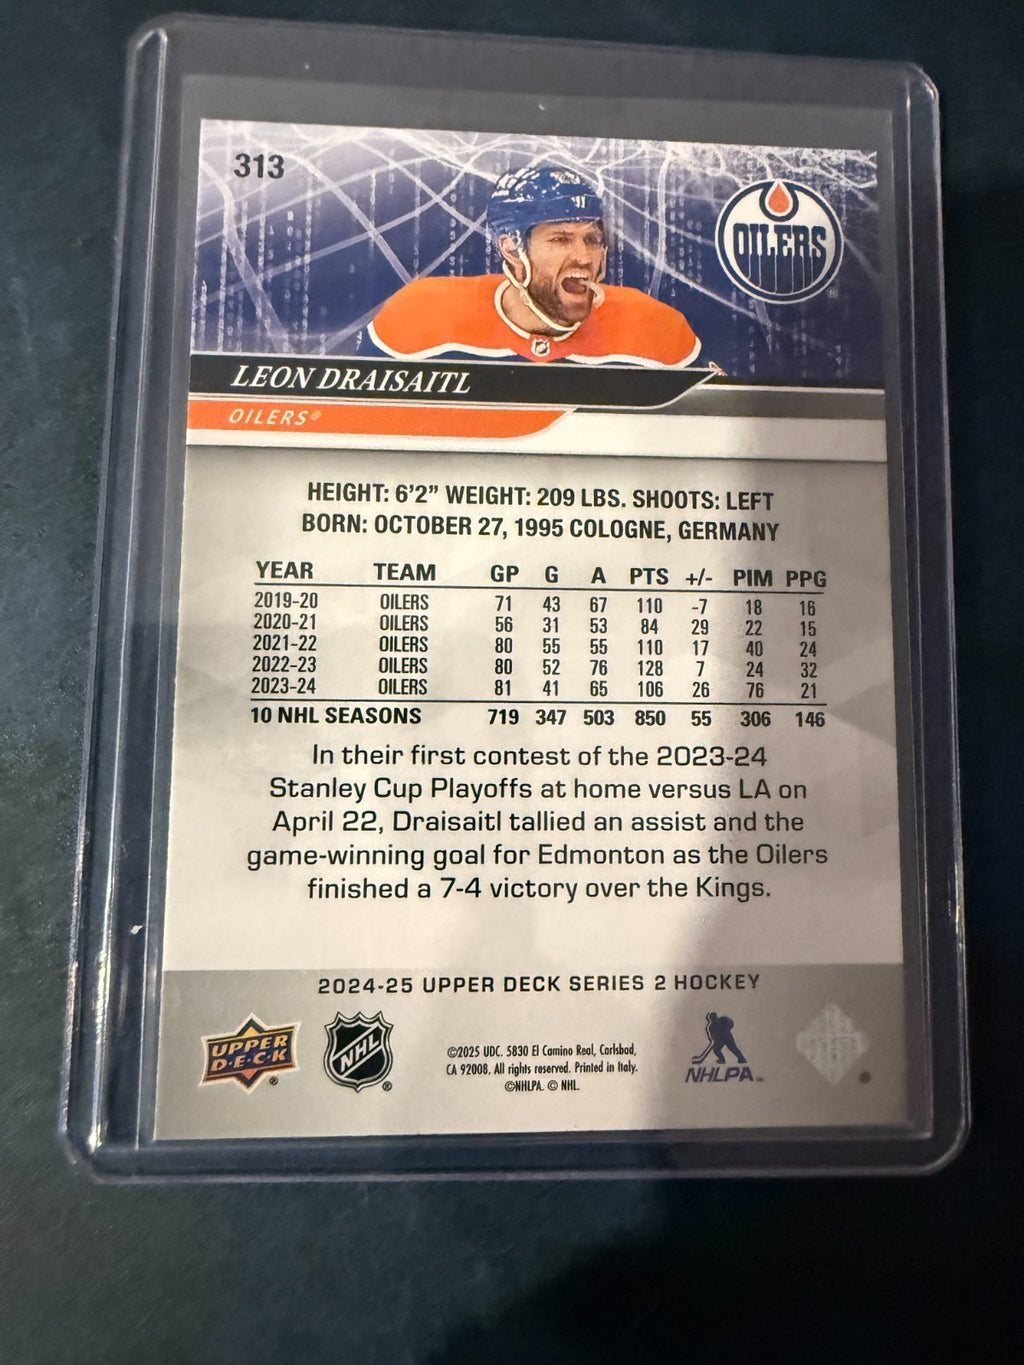 313
OILERS
LEON DRAISAITL
OILERS®
HEIGHT: 6'2" WEIGHT: 209 LBS. SHOOTS: LEFT
BORN: OCTOBER 27, 1995 COLOGNE, GERMANY
YEAR TEAM GP G A PTS +/- PIM PPG
2019-20 OILERS 71 43 67 110 -7 18 16
2020-21 OILERS 56 31 53 84 29 22 15
2021-22 OILERS 80 55 55 110 17 40 24
2022-23 OILERS 80 52 76 128 7 24 32
2023-24 OILERS 81 41 65 106 26 76 21
10 NHL SEASONS 719 347 503 850 55 306 146
In their first contest of the 2023-24
Stanley Cup Playoffs at home versus LA on
April 22, Draisaitl tallied an assist and the
game-winning goal for Edmonton as the Oilers
finished a 7-4 victory over the Kings.
2024-25 UPPER DECK SERIES 2 HOCKEY
UPPER
D·E·C·K ®
NHL ®
©2025 UDC. 5830 El Camino Real, Carlsbad,
CA 92008. All rights reserved. Printed in Italy.
©NHLPA. © NHL.
NHLPA™
®